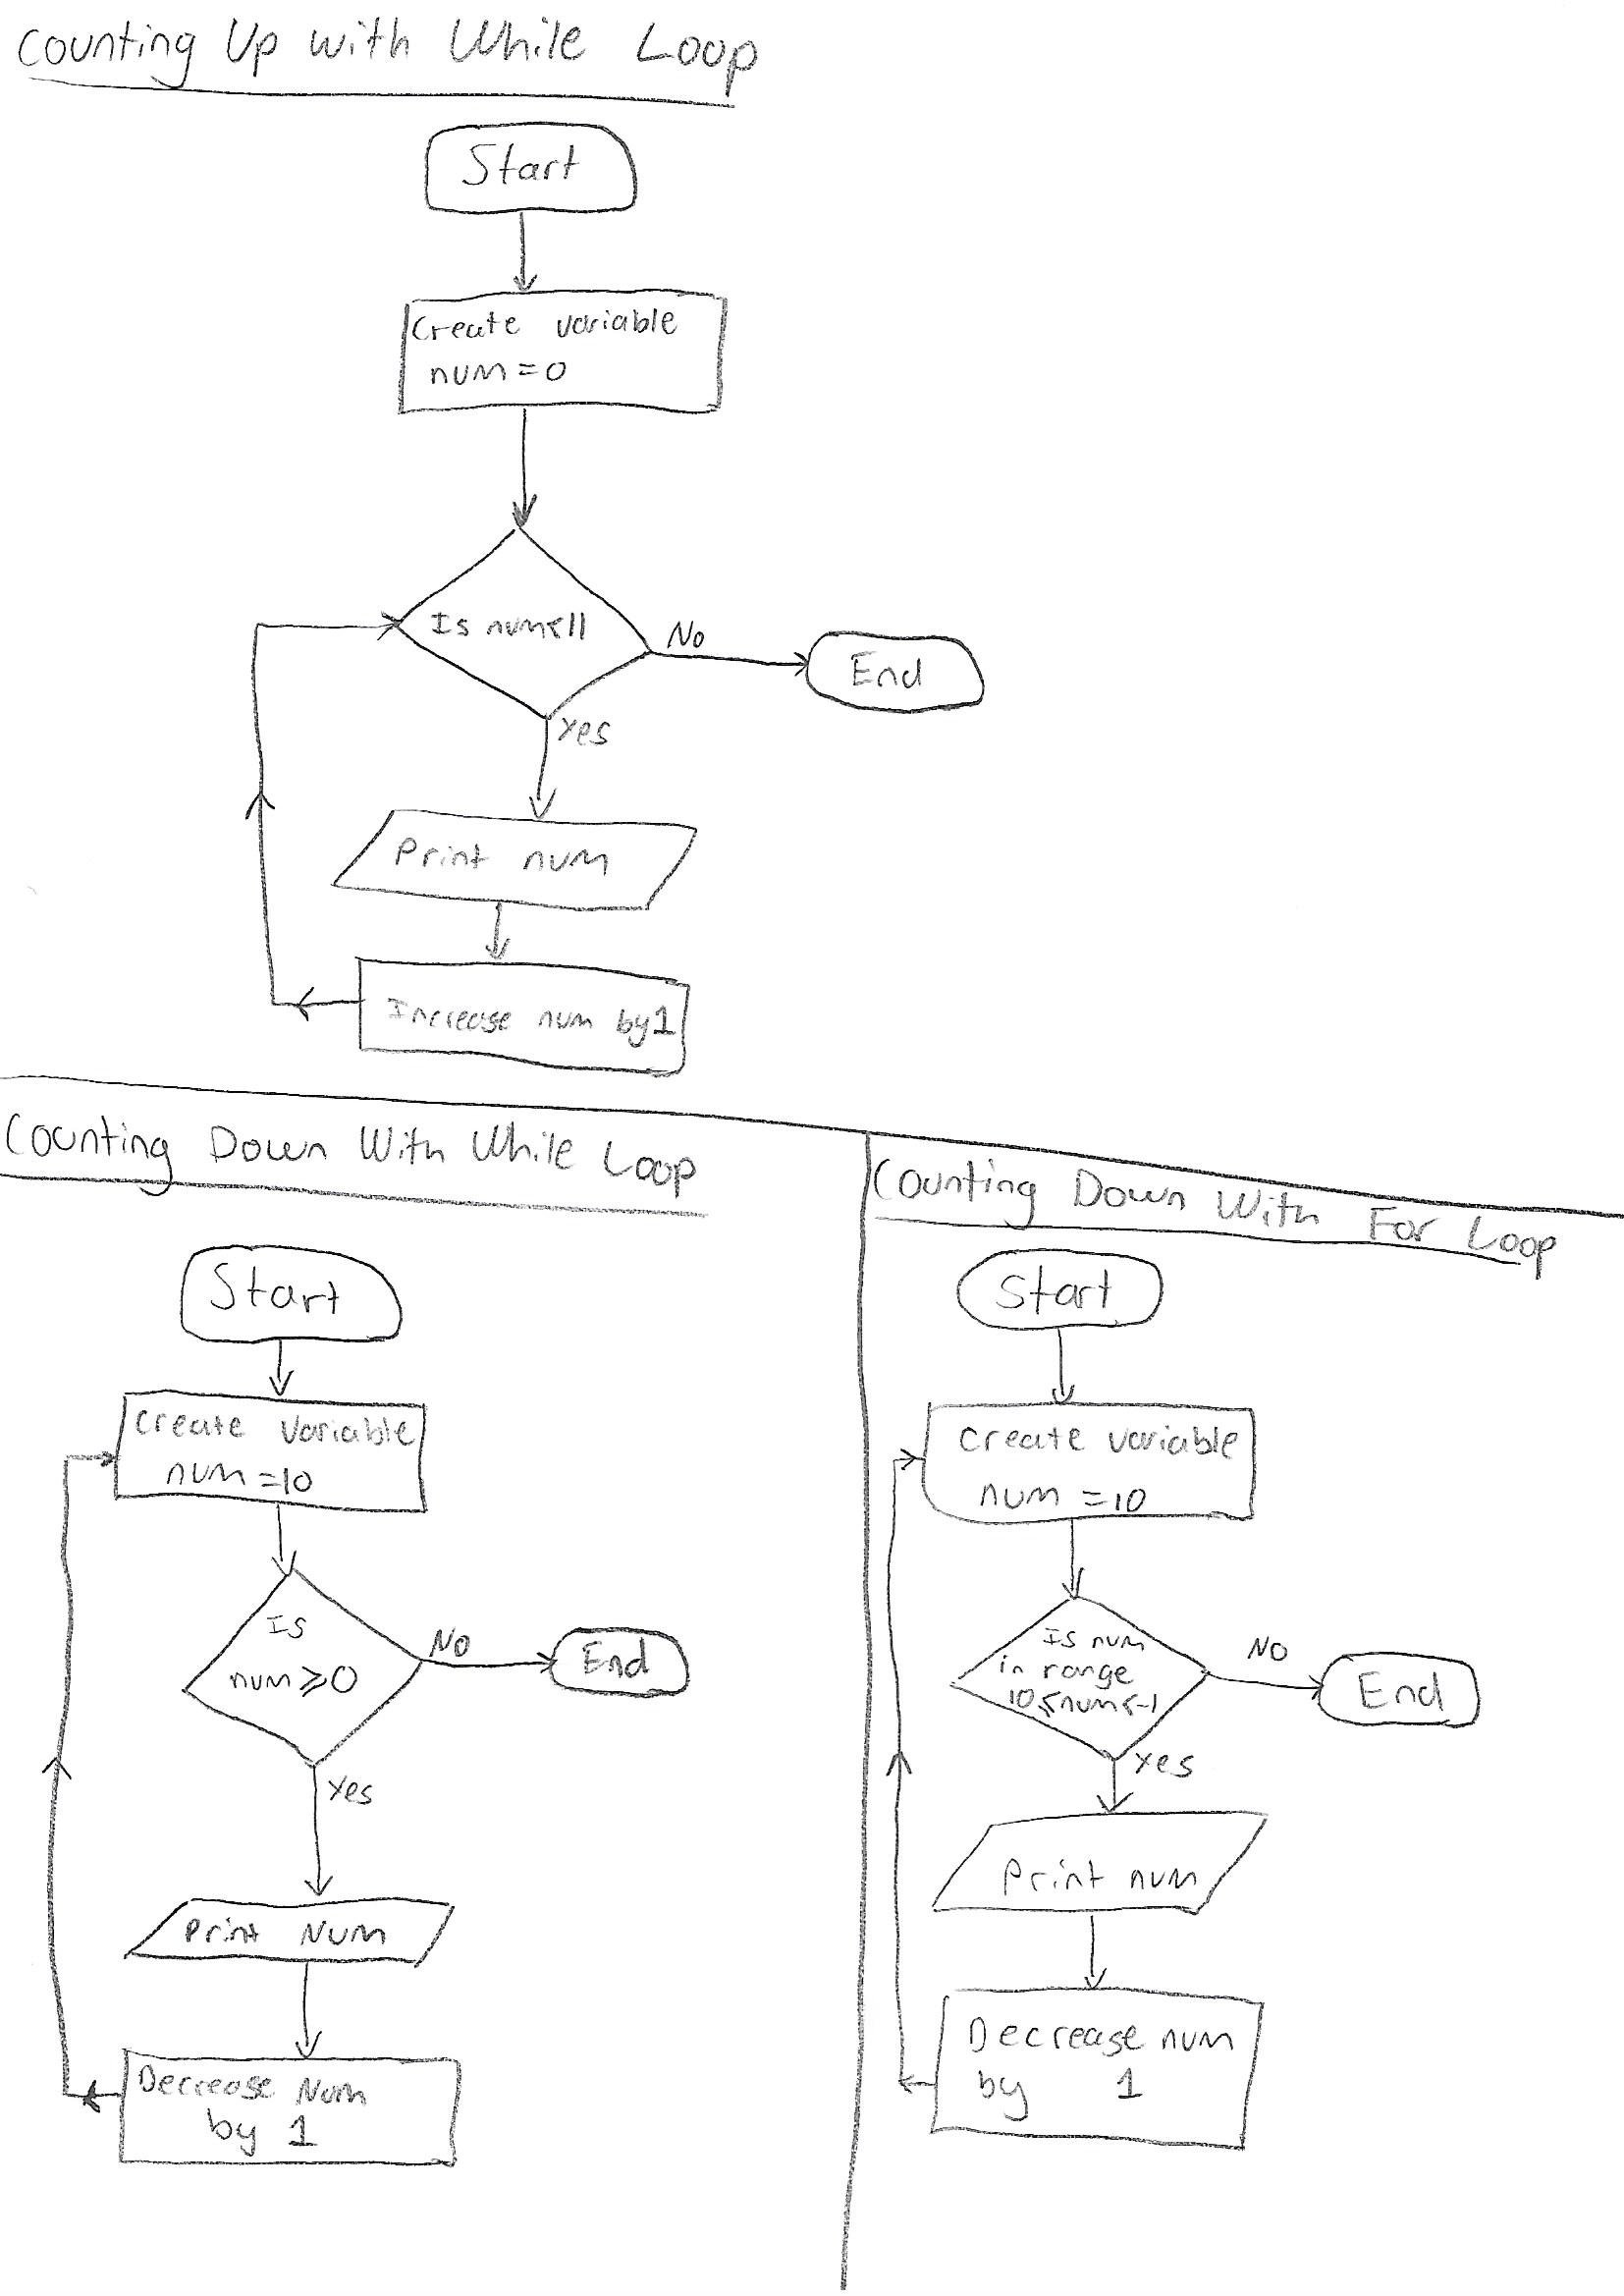 Counting Up with While Loop
Start
Create variable
num=0
Is num<11
No
End
Yes
Print num
Increase num by 1
Counting Down With While Loop
Start
Create Variable
num=10
Is
num≥0
No
End
Yes
Print Num
Decrease Num
by 1
Counting Down With For Loop
Start
Create variable
num=10
Is num
in range
10≤num<-1
No
End
Yes
Print num
Decrease num
by 1